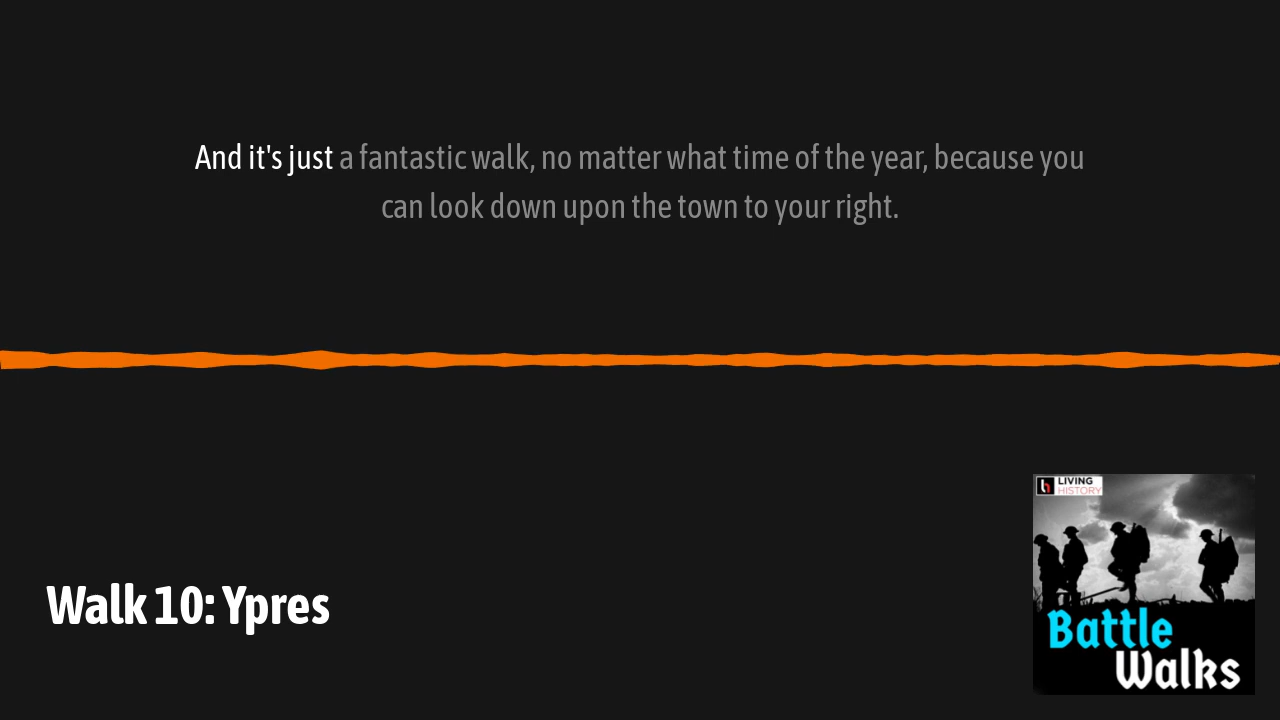 And it's just a fantastic walk, no matter what time of the year, because you
can look down upon the town to your right.
Walk 10: Ypres
LIVING
HISTORY
Battle
Walks